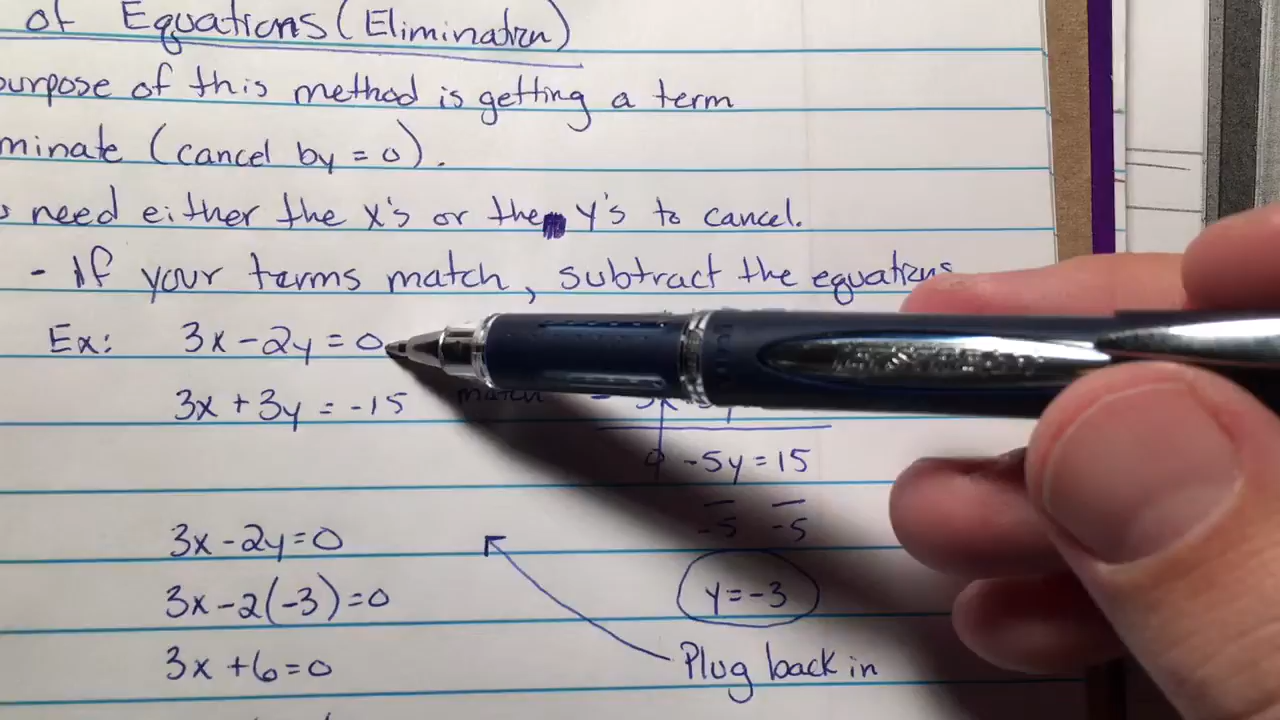 of Equations (Elimination)
purpose of this method is getting a term
minate (cancel by = 0).
need either the x's or the y's to cancel.
- If your terms match, subtract the equations
Ex: 3x - 2y = 0
3x + 3y = -15 match
0 -5y = 15
-5 -5
3x - 2y = 0
3x - 2(-3) = 0 y = -3
3x + 6 = 0 Plug back in